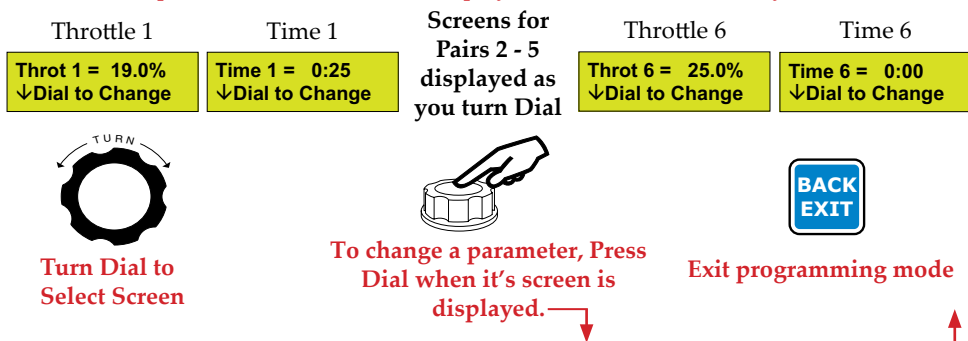 Throttle 1
Time 1
Screens for
Pairs 2 - 5
displayed as
you turn Dial
Throttle 6
Time 6
Throt 1 = 19.0%
↓Dial to Change
Time 1 = 0:25
↓Dial to Change
Throt 6 = 25.0%
↓Dial to Change
Time 6 = 0:00
↓Dial to Change
TURN
BACK
EXIT
Turn Dial to
Select Screen
To change a parameter, Press
Dial when it's screen is
displayed.
Exit programming mode